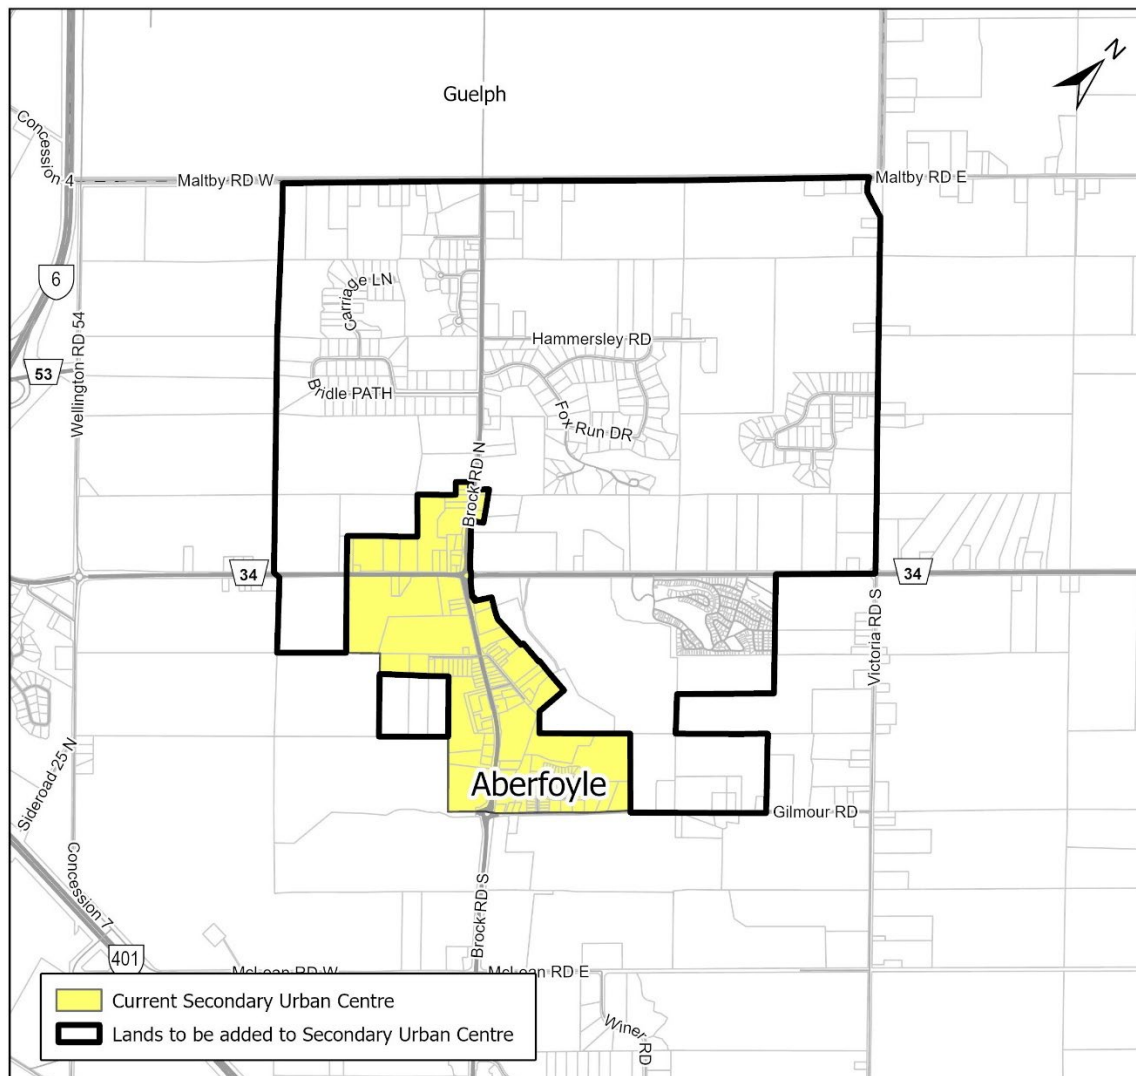 Guelph
N
Concession 4
Maltby RD W
Maltby RD E
6
Carriage LN
Hammersley RD
53
Wellington RD 54
Bridle PATH
Fox Run DR
Brock RD N
34
34
Victoria RD S
Aberfoyle
Sideroad 25 N
Gilmour RD
Concession 7
Brock RD S
401
McLean RD W
McLean RD E
Winer RD
Current Secondary Urban Centre
Lands to be added to Secondary Urban Centre